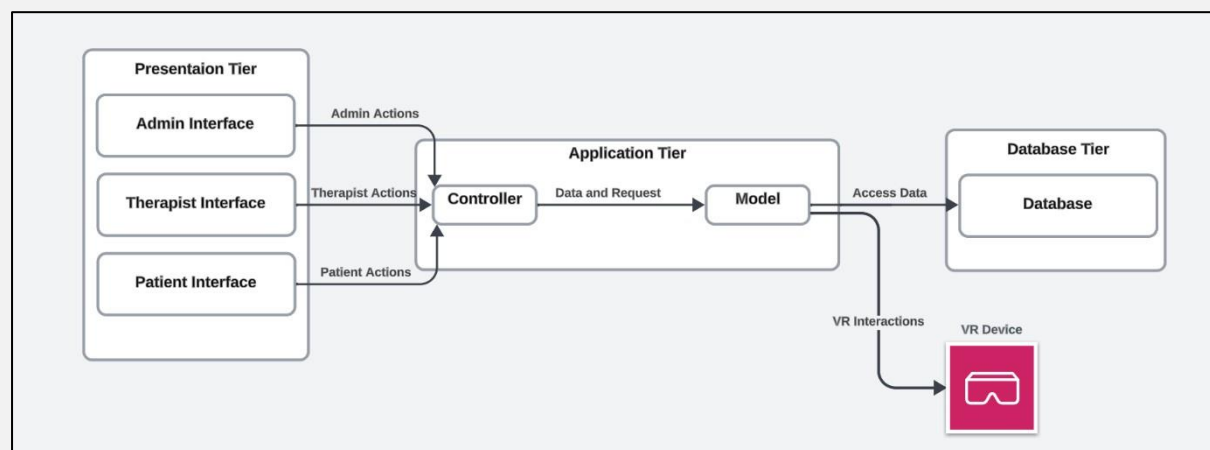 Presentaion Tier
Admin Interface
Therapist Interface
Patient Interface
Admin Actions
Therapist Actions
Patient Actions
Application Tier
Controller
Data and Request
Model
Access Data
Database Tier
Database
VR Interactions
VR Device